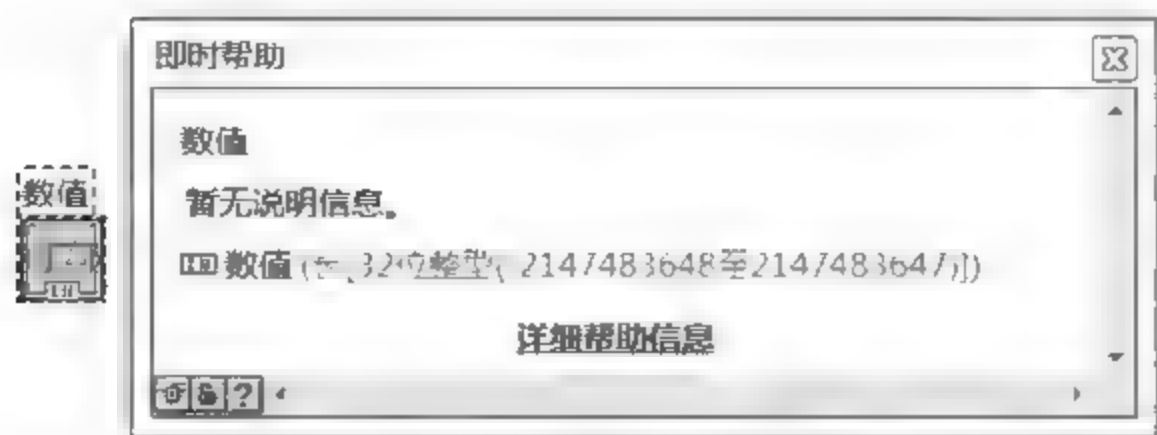 即时帮助
数值
数值
暂无说明信息。
数值(长[32位整型(-2147483648至2147483647)])
详细帮助信息
?